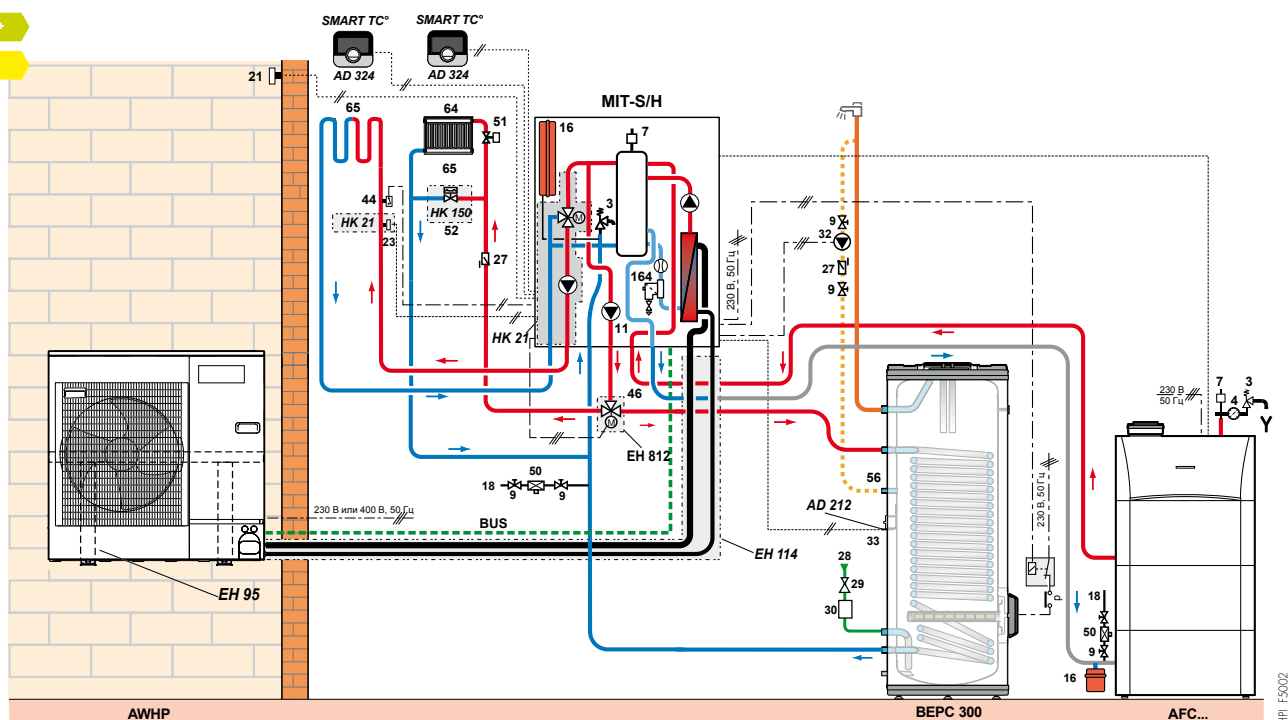 +
SMART TC°
SMART TC°
AD 324
AD 324
21
MIT-S/H
65
64
51
16
7
65
44
HK 150
3
HK 21
52
23
27
M
164
HK 21
11
230 В, 50 Гц
9
32
27
9
46
M
EH 812
50
18
9
9
230 В или 400 В, 50 Гц
BUS
EH 114
EH 95
56
AD 212
33
28
29
30
230 В, 50 Гц
p
230 В
50 Гц
7
3
4
Y
18
50
9
16
AWHP
BEPC 300
AFC...
PI_F5002